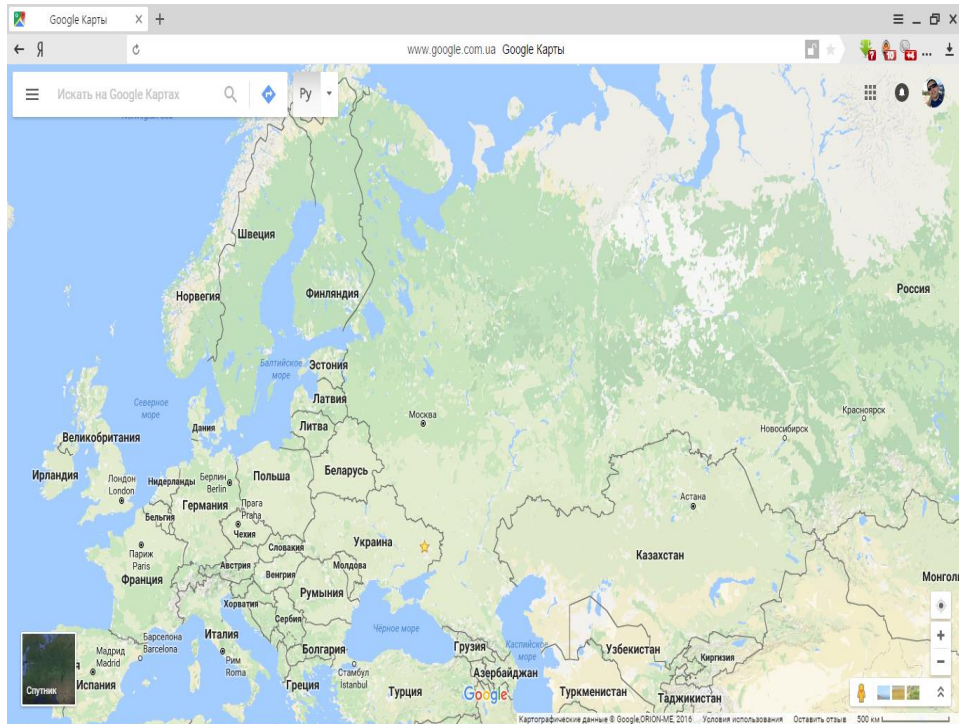 Google Карты
www.google.com.ua Google Карты
Искать на Google Картах
Ру
Швеция
Норвегия
Финляндия
Россия
Балтийское
море
Эстония
Латвия
Северное
море
Дания
Литва
Москва
Красноярск
Новосибирск
Великобритания
Ирландия
Лондон
London
Нидерланды
Берлин
Berlin
Польша
Беларусь
Германия
Бельгия
Прага
Praha
Чехия
Астана
Париж
Paris
Словакия
Украина
Казахстан
Франция
Австрия
Венгрия
Молдова
Румыния
Монгол
Хорватия
Сербия
Чёрное море
Барселона
Barcelona
Италия
Болгария
Грузия
Каспийское
море
Узбекистан
Киргизия
Мадрид
Madrid
Рим
Roma
Стамбул
İstanbul
Азербайджан
Спутник
Испания
Греция
Турция
Google
Туркменистан
Таджикистан
Картографические данные © Google,ORION-ME, 2016 Условия использования Оставить отзыв 500 км